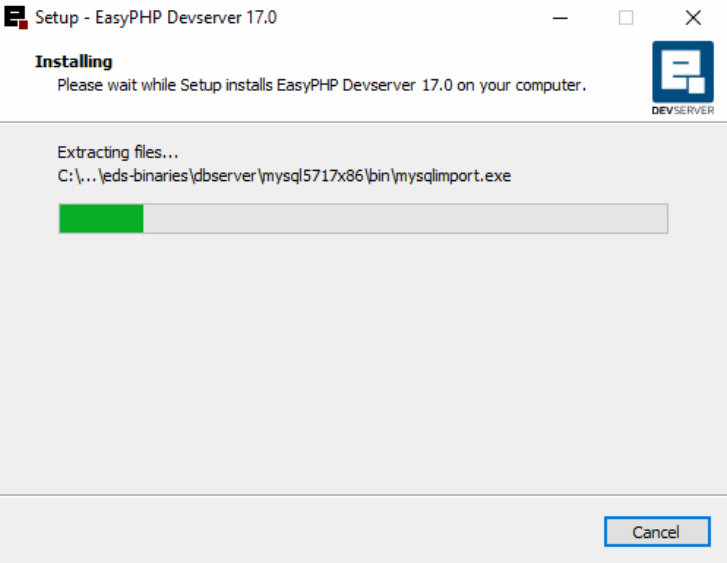 Setup - EasyPHP Devserver 17.0
Installing
Please wait while Setup installs EasyPHP Devserver 17.0 on your computer.
DEVSERVER
Extracting files...
C:\...\eds-binaries\dbserver\mysql5717x86\bin\mysqlimport.exe
Cancel